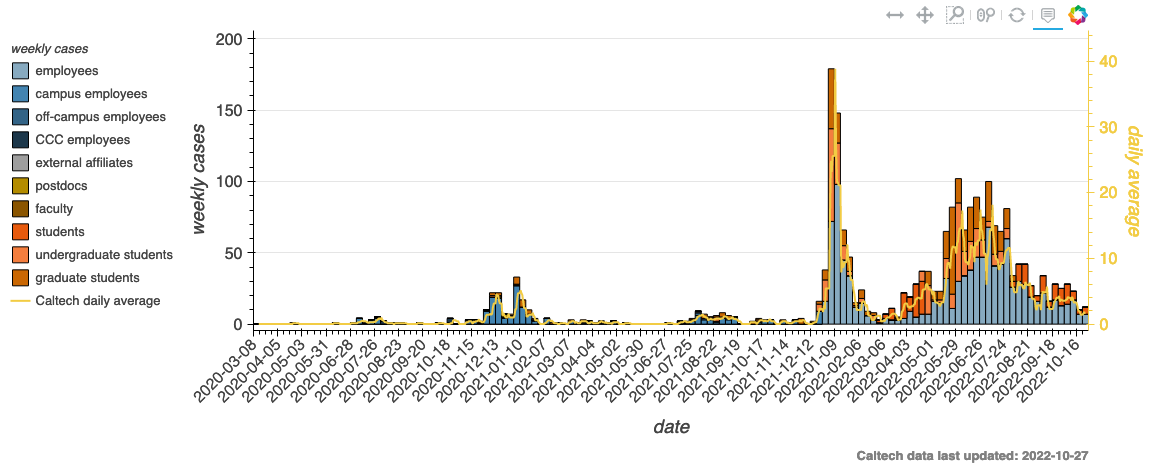 weekly cases
employees
campus employees
off-campus employees
CCC employees
external affiliates
postdocs
faculty
students
undergraduate students
graduate students
Caltech daily average
weekly cases
200
150
100
50
0
daily average
40
30
20
10
0
2020-03-08
2020-04-05
2020-05-03
2020-05-31
2020-06-28
2020-07-26
2020-08-23
2020-09-20
2020-10-18
2020-11-15
2020-12-13
2021-01-10
2021-02-07
2021-03-07
2021-04-04
2021-05-02
2021-05-30
2021-06-27
2021-07-25
2021-08-22
2021-09-19
2021-10-17
2021-11-14
2021-12-12
2022-01-09
2022-02-06
2022-03-06
2022-04-03
2022-05-01
2022-05-29
2022-06-26
2022-07-24
2022-08-21
2022-09-18
2022-10-16
date
Caltech data last updated: 2022-10-27